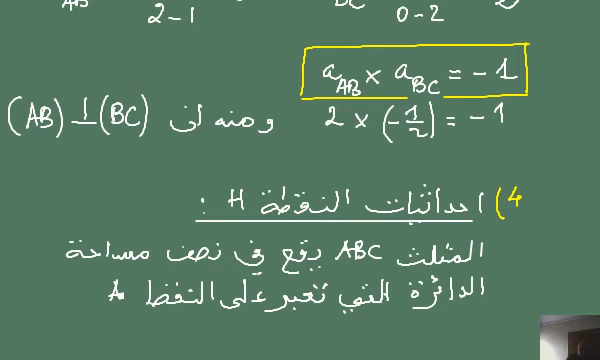 2-1
0-2
a_AB × a_BC = -1
2 × (-1/2) = -1 ومنه ان (AB)⊥(BC)
4) احداثيات النقطة H :
المثلث ABC يقع في نصف مساحة
الدائرة التي تعبر على النقط A